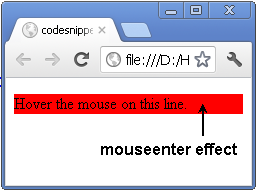 codesnippe
file:///D:/H
Hover the mouse on this line.
mouseenter effect